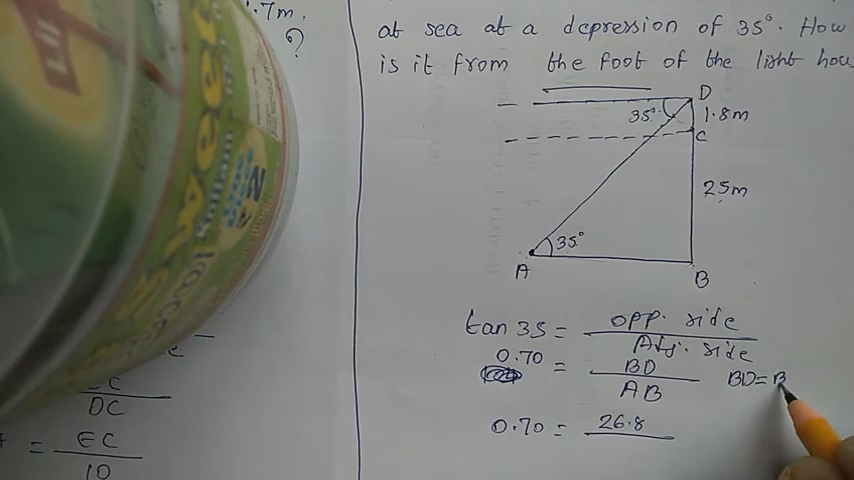 .7m.
?
DC
= EC
10
at sea at a depression of 35°. How
is it from the foot of the light
D
35°
1.8m
C
25m
35°
A
B
tan 35 = opp. side
Adj. side
0.70 = BD
AB
BD= B
0.70 = 26.8